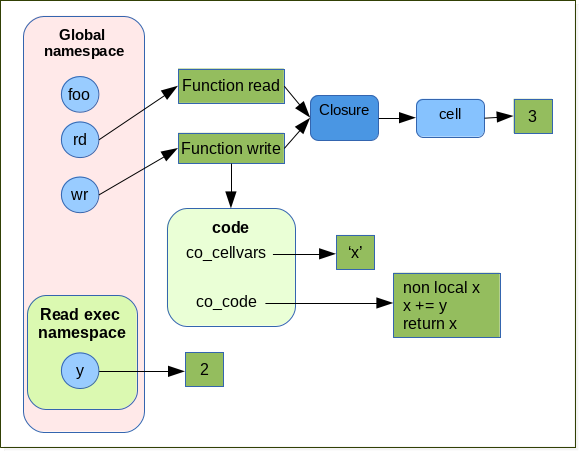 Global
namespace
foo
rd
wr
Function read
Function write
Closure
cell
3
code
co_cellvars
‘x’
co_code
non local x
x += y
return x
Read exec
namespace
y
2